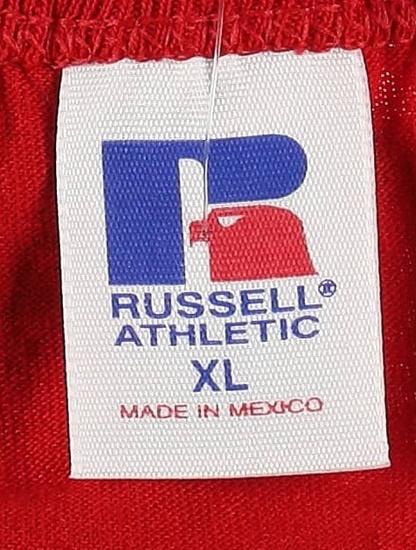 RUSSELL®
ATHLETIC
XL
MADE IN MEXICO